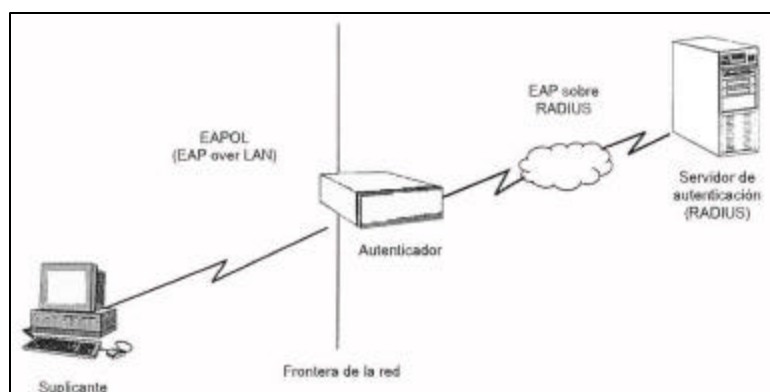 EAP sobre
RADIUS
EAPOL
(EAP over LAN)
Servidor de
autenticación
(RADIUS)
Autenticador
Frontera de la red
Suplicante